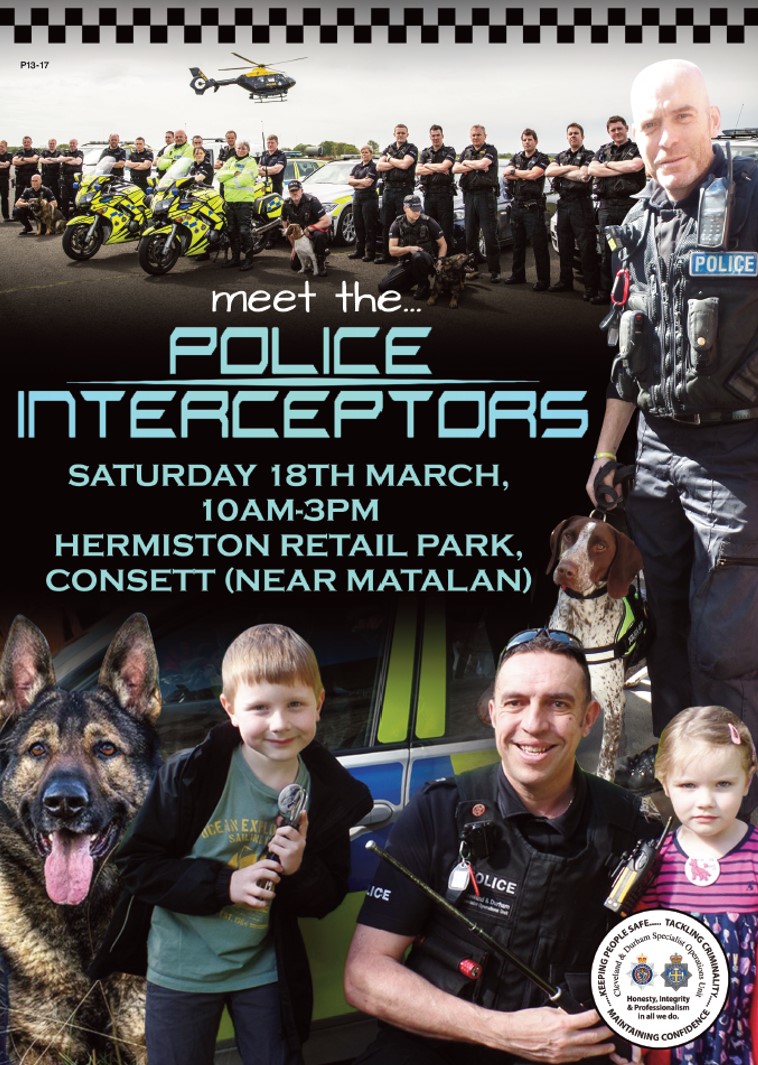 P13-17
POLICE
meet the...
POLICE
INTERCEPTORS
SATURDAY 18TH MARCH,
10AM-3PM
HERMISTON RETAIL PARK,
CONSETT (NEAR MATALAN)
POLICE
ICE
KEEPING PEOPLE SAFE..... TACKLING CRIMINALITY.....
Cleveland & Durham Specialist Operations Unit
Honesty, Integrity
& Professionalism
in all we do.
MAINTAINING CONFIDENCE